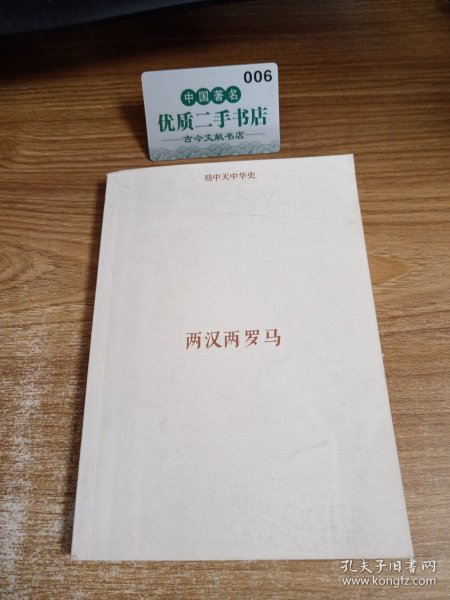 006
中国著名
优质二手书店
古今文献书店
易中天中华史
两汉两罗马
孔夫子旧书网
www.kongfz.com